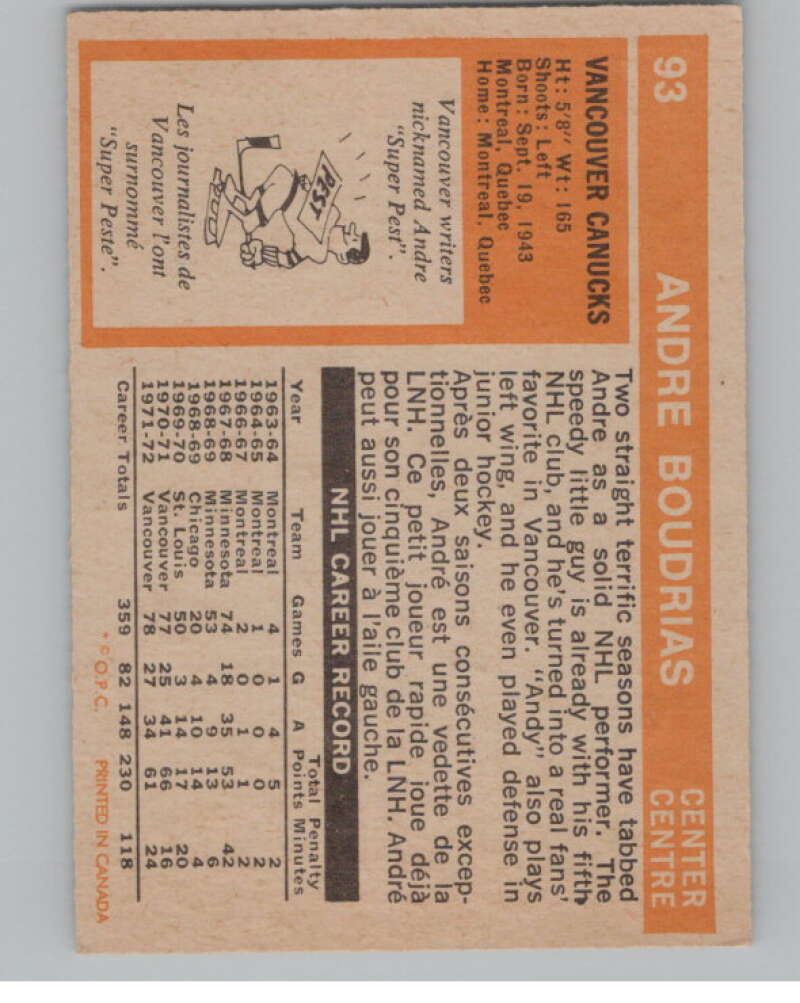 93 ANDRE BOUDRIAS CENTER
CENTRE
VANCOUVER CANUCKS
Ht: 5'8" Wt: 165
Shoots: Left
Born: Sept. 19, 1943
Montreal, Quebec
Home: Montreal, Quebec
Vancouver writers
nicknamed Andre
"Super Pest".
PEST
Les journalistes de
Vancouver l'ont
surnommé
"Super Peste".
Two straight terrific seasons have tabbed
Andre as a solid NHL performer. The
speedy little guy is already with his fifth
NHL club, and he's turned into a real fans'
favorite in Vancouver. "Andy" also plays
left wing, and he even played defense in
junior hockey.
Après deux saisons consécutives excep-
tionnelles, André est une vedette de la
LNH. Ce petit joueur rapide joue déjà
pour son cinquième club de la LNH. André
peut aussi jouer à l'aile gauche.
NHL CAREER RECORD
Total Penalty
Year Team Games G A Points Minutes
1963-64 Montreal 4 1 4 5 2
1964-65 Montreal 1 0 0 0 2
1966-67 Montreal 2 0 1 1 2
1967-68 Minnesota 74 18 35 53 42
1968-69 Minnesota 53 4 9 13 6
1968-69 Chicago 20 4 10 14 4
1969-70 St. Louis 50 3 14 17 20
1970-71 Vancouver 77 25 41 66 16
1971-72 Vancouver 78 27 34 61 24
Career Totals 359 82 148 230 118
* © O.P.C. PRINTED IN CANADA